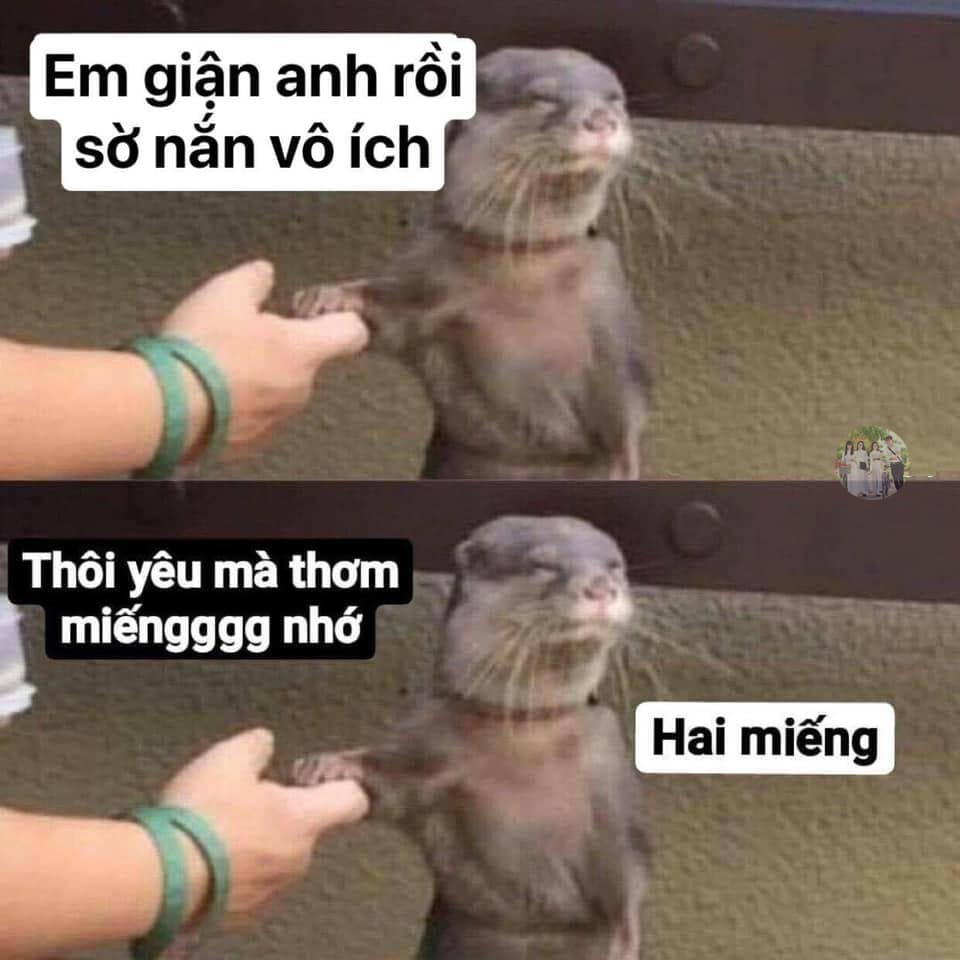 Em giận anh rồi
sờ nắn vô ích
Thôi yêu mà thơm
miếngggg nhớ
Hai miếng